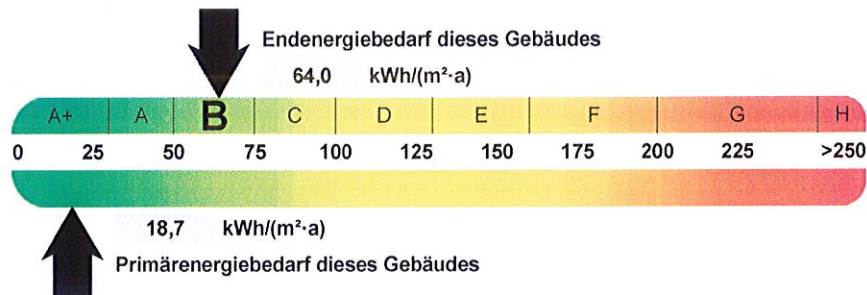 Endenergiebedarf dieses Gebäudes
64,0 kWh/(m²·a)
A+ A B C D E F G H
0 25 50 75 100 125 150 175 200 225 >250
18,7 kWh/(m²·a)
Primärenergiebedarf dieses Gebäudes